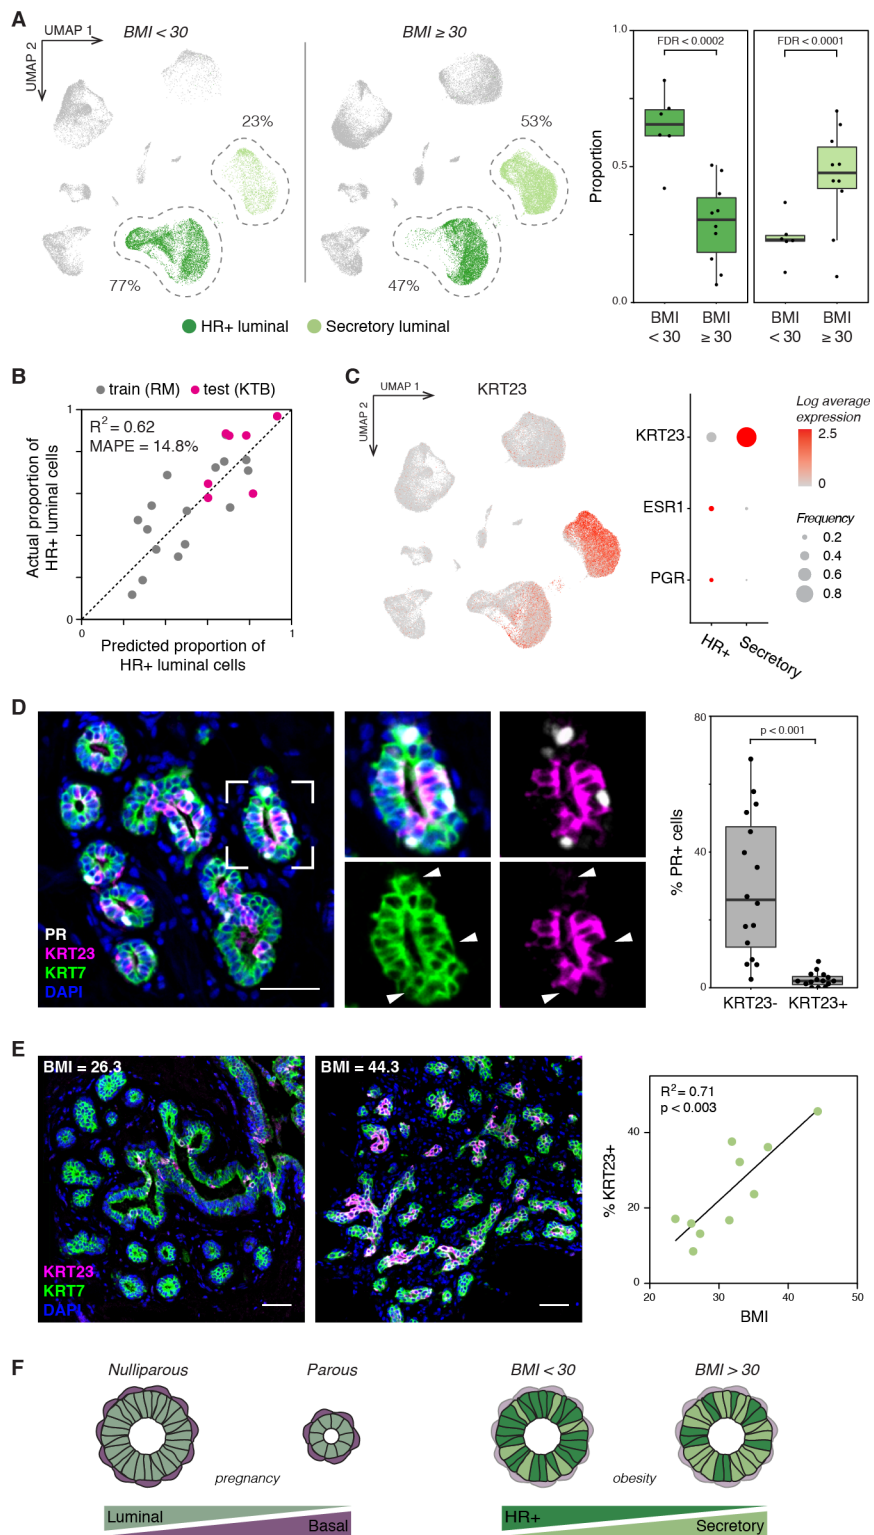 A
UMAP 1
UMAP 2
BMI < 30
BMI ≥ 30
23%
53%
77%
47%
HR+ luminal
Secretory luminal
1.0
0.5
0.0
Proportion
FDR < 0.0002
FDR < 0.0001
BMI
< 30
BMI
≥ 30
BMI
< 30
BMI
≥ 30
B
train (RM)
test (KTB)
1
R2 = 0.62
MAPE = 14.8%
Actual proportion of
HR+ luminal cells
0
0
1
Predicted proportion of
HR+ luminal cells
C
UMAP 1
UMAP 2
KRT23
KRT23
ESR1
PGR
HR+
Secretory
Log average
expression
2.5
0
Frequency
0.2
0.4
0.6
0.8
D
PR
KRT23
KRT7
DAPI
80
40
0
% PR+ cells
p < 0.001
KRT23-
KRT23+
E
BMI = 26.3
KRT23
KRT7
DAPI
BMI = 44.3
R2 = 0.71
p < 0.003
% KRT23+
40
20
0
20
30
40
50
BMI
F
Nulliparous
Parous
pregnancy
Luminal
Basal
BMI < 30
BMI > 30
obesity
HR+
Secretory